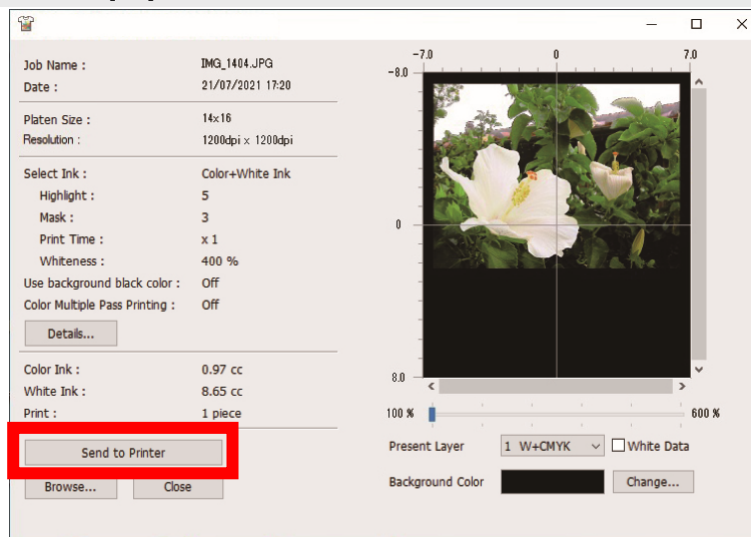 Job Name : IMG_1404.JPG
Date : 21/07/2021 17:20
Platen Size : 14x16
Resolution : 1200dpi x 1200dpi
Select Ink : Color+White Ink
Highlight : 5
Mask : 3
Print Time : x 1
Whiteness : 400 %
Use background black color : Off
Color Multiple Pass Printing : Off
Details...
Color Ink : 0.97 cc
White Ink : 8.65 cc
Print : 1 piece
Send to Printer
Browse... Close
-7.0 0 7.0
-8.0
0
8.0
100 % 600 %
Present Layer 1 W+CMYK White Data
Background Color Change...